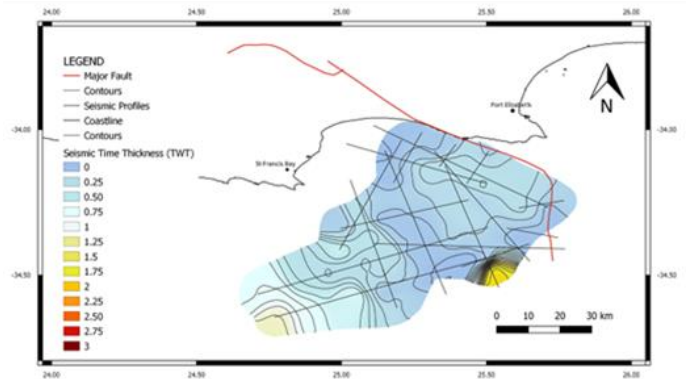 24.00 24.50 25.00 25.50 26.00
LEGEND
Major Fault
Contours
Seismic Profiles
Coastline
Contours
Seismic Time Thickness (TWT)
0
0.25
0.50
0.75
1
1.25
1.5
1.75
2
2.25
2.50
2.75
3
Port Elizabeth
N
St Francis Bay
-34.00 -34.00
-34.50 -34.50
0 10 20 30 km
24.00 24.50 25.00 25.50 26.00